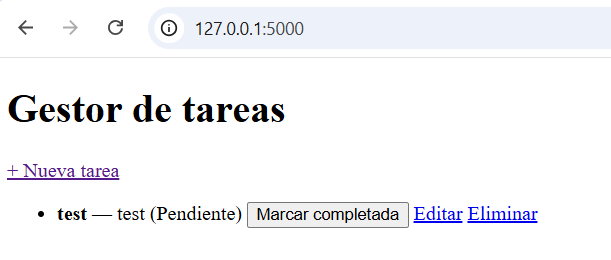 127.0.0.1:5000
Gestor de tareas
+ Nueva tarea
• test — test (Pendiente) Marcar completada Editar Eliminar